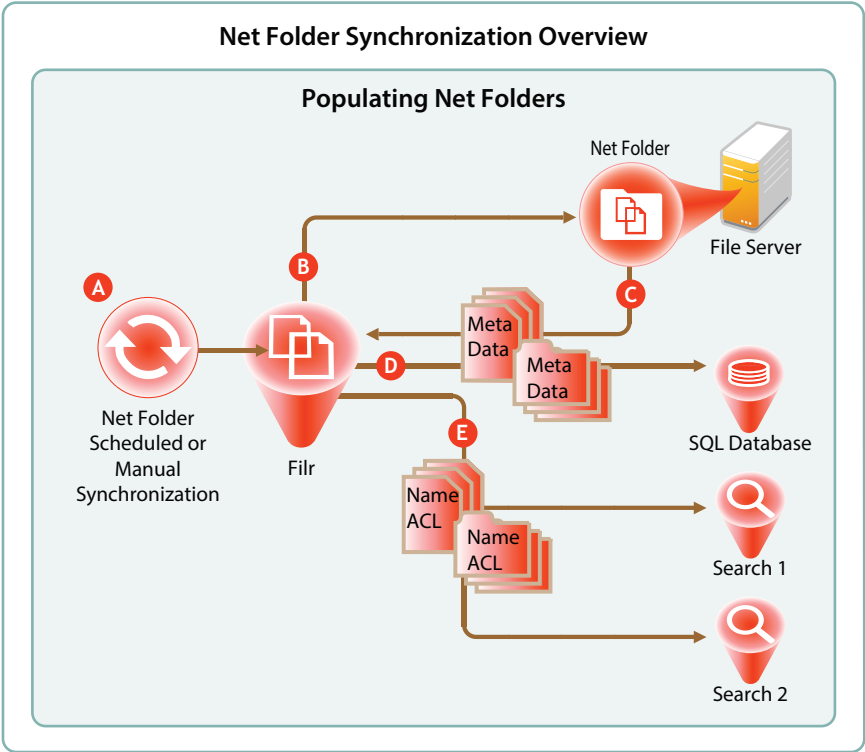 Net Folder Synchronization Overview
Populating Net Folders
Net Folder
File Server
A
B
C
Meta
Data
D
Meta
Data
Net Folder
Scheduled or
Manual
Synchronization
Filr
SQL Database
E
Name
ACL
Name
ACL
Search 1
Search 2